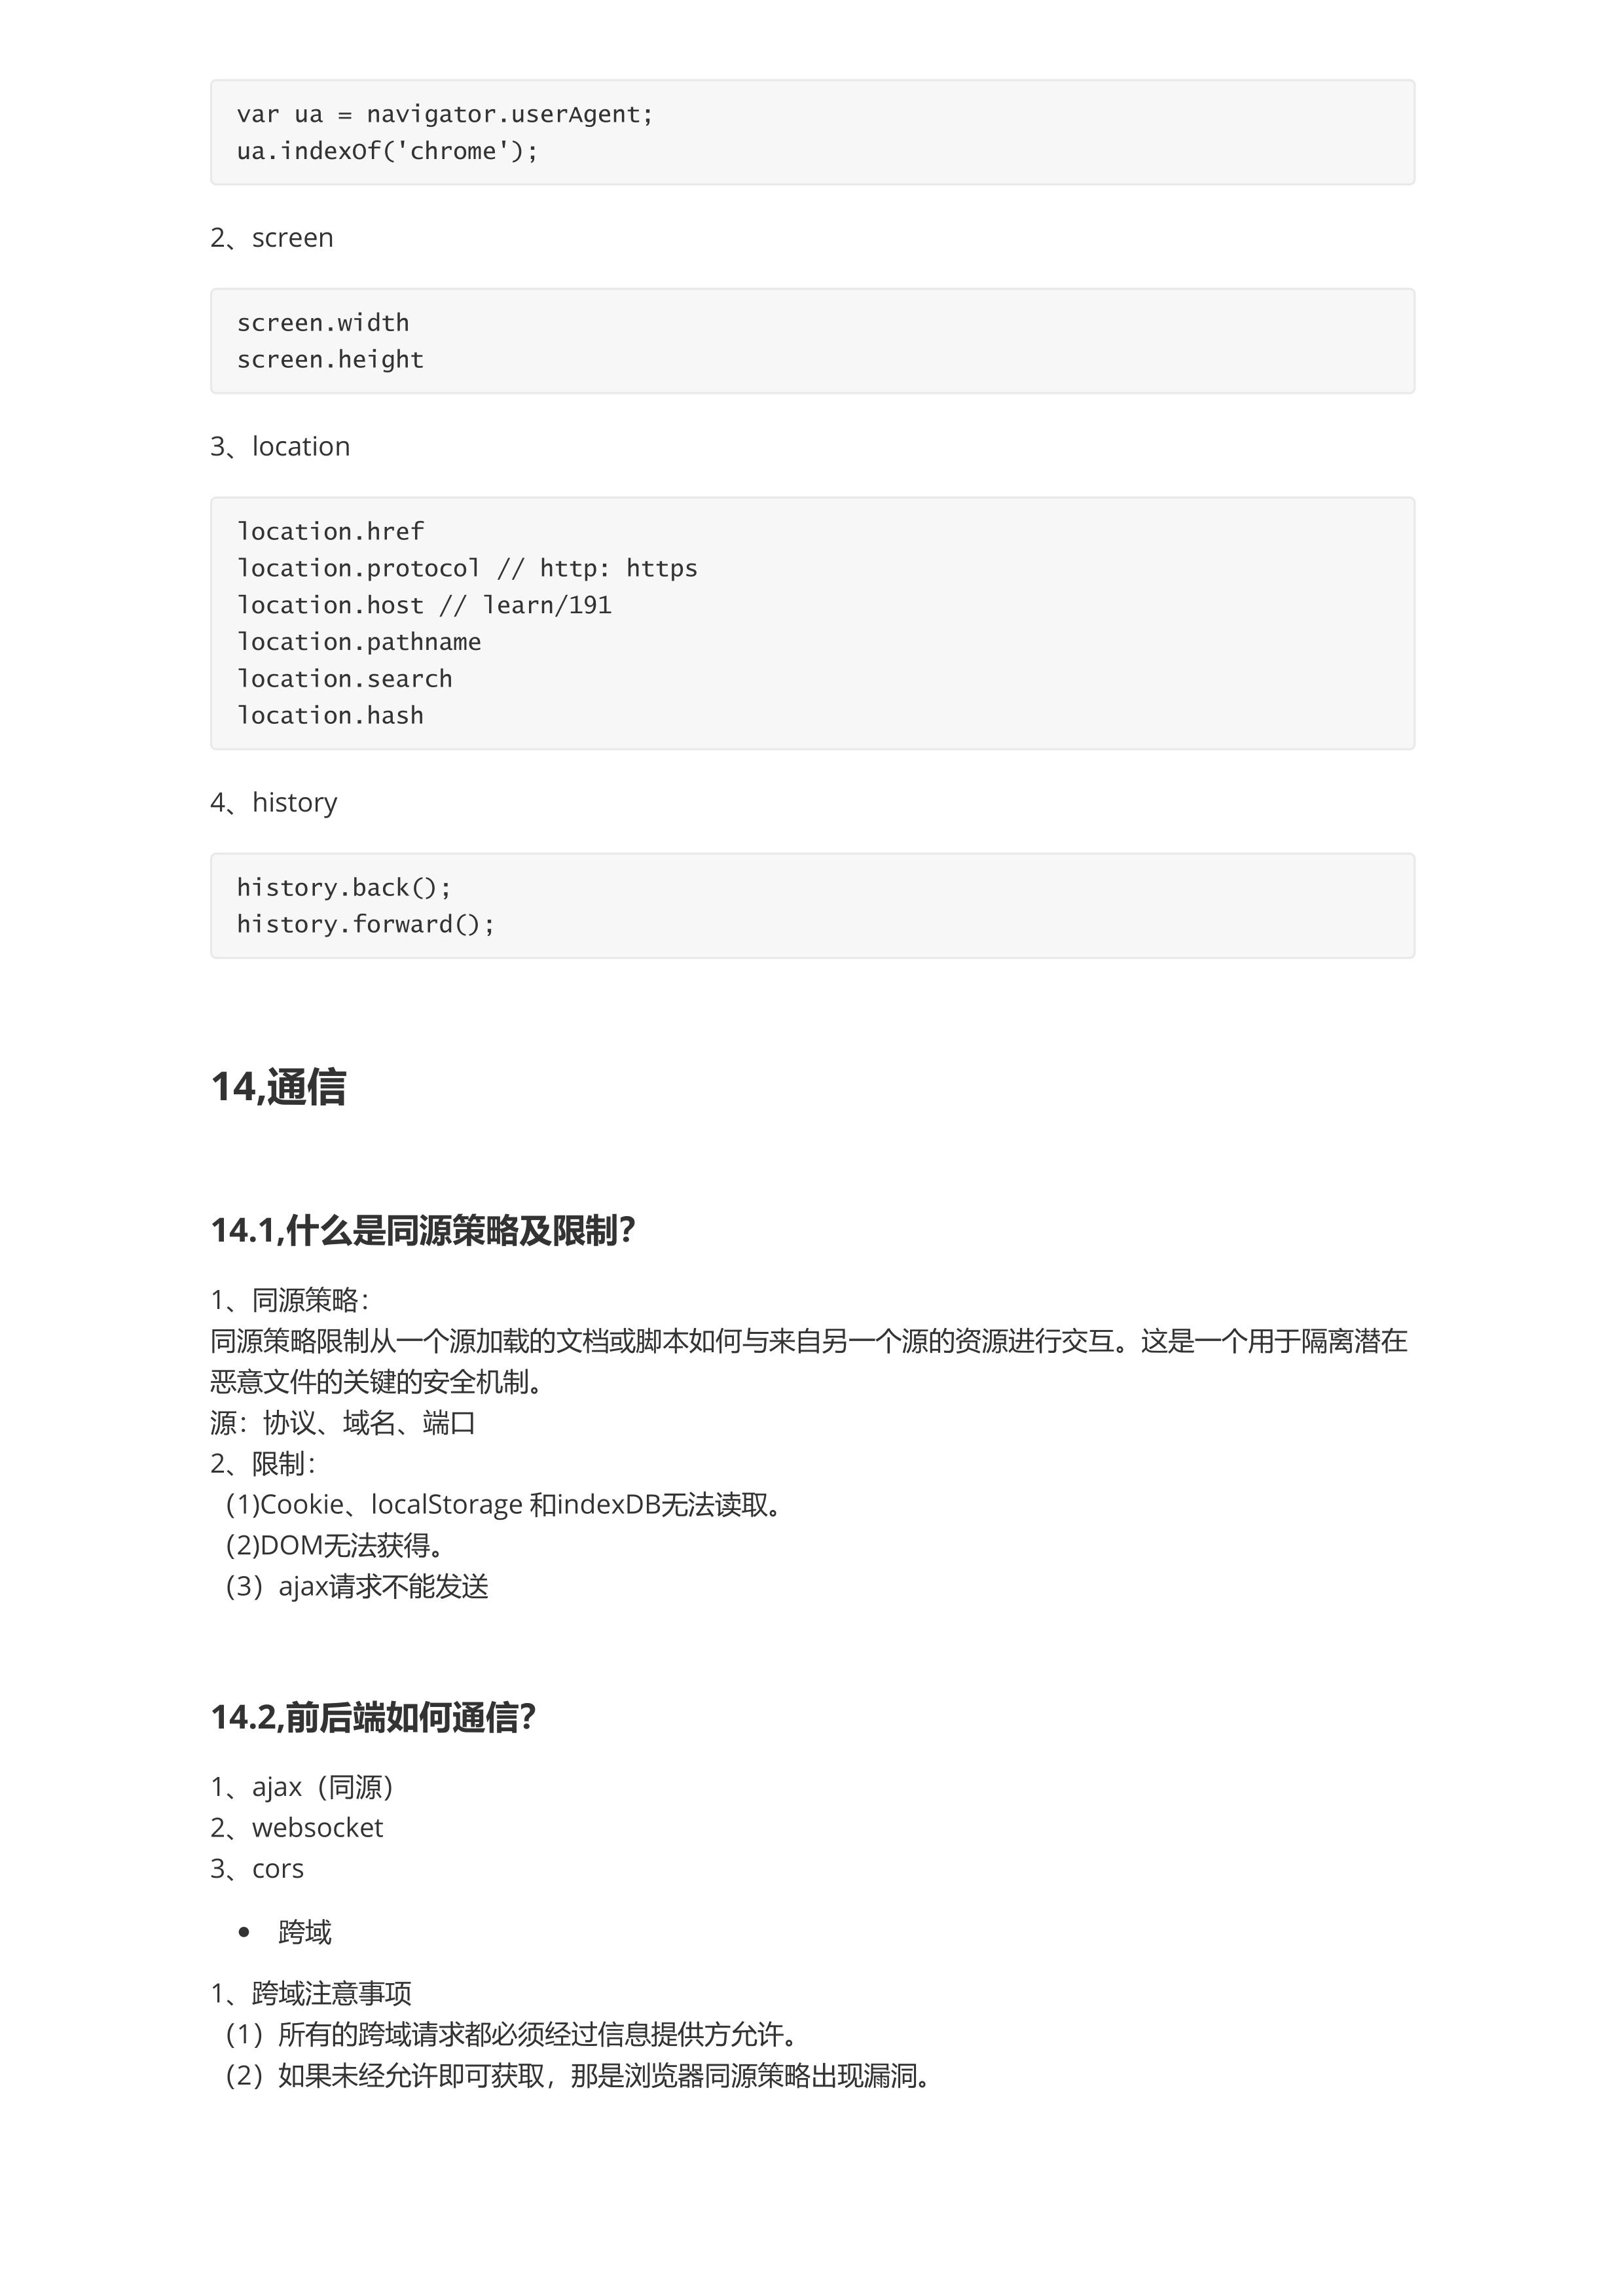 var ua = navigator.userAgent;
ua.indexOf('chrome');
2、screen
screen.width
screen.height
3、location
location.href
location.protocol // http: https
location.host // learn/191
location.pathname
location.search
location.hash
4、history
history.back();
history.forward();
14,通信
14.1,什么是同源策略及限制?
1、同源策略：
同源策略限制从一个源加载的文档或脚本如何与来自另一个源的资源进行交互。这是一个用于隔离潜在
恶意文件的关键的安全机制。
源：协议、域名、端口
2、限制：
（1)Cookie、localStorage 和indexDB无法读取。
（2)DOM无法获得。
（3）ajax请求不能发送
14.2,前后端如何通信?
1、ajax（同源）
2、websocket
3、cors
• 跨域
1、跨域注意事项
（1）所有的跨域请求都必须经过信息提供方允许。
（2）如果未经允许即可获取，那是浏览器同源策略出现漏洞。